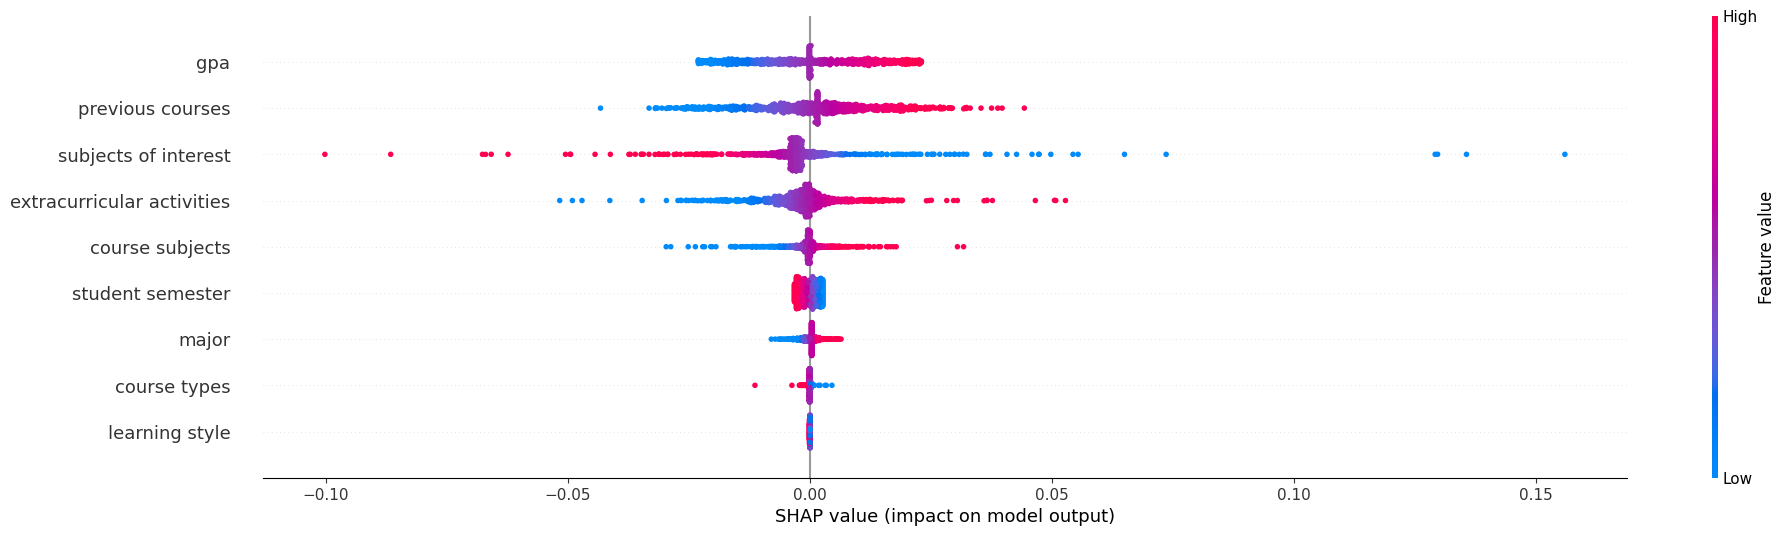 High
gpa
previous courses
subjects of interest
extracurricular activities
course subjects
student semester
major
course types
learning style
Feature value
Low
−0.10 −0.05 0.00 0.05 0.10 0.15
SHAP value (impact on model output)